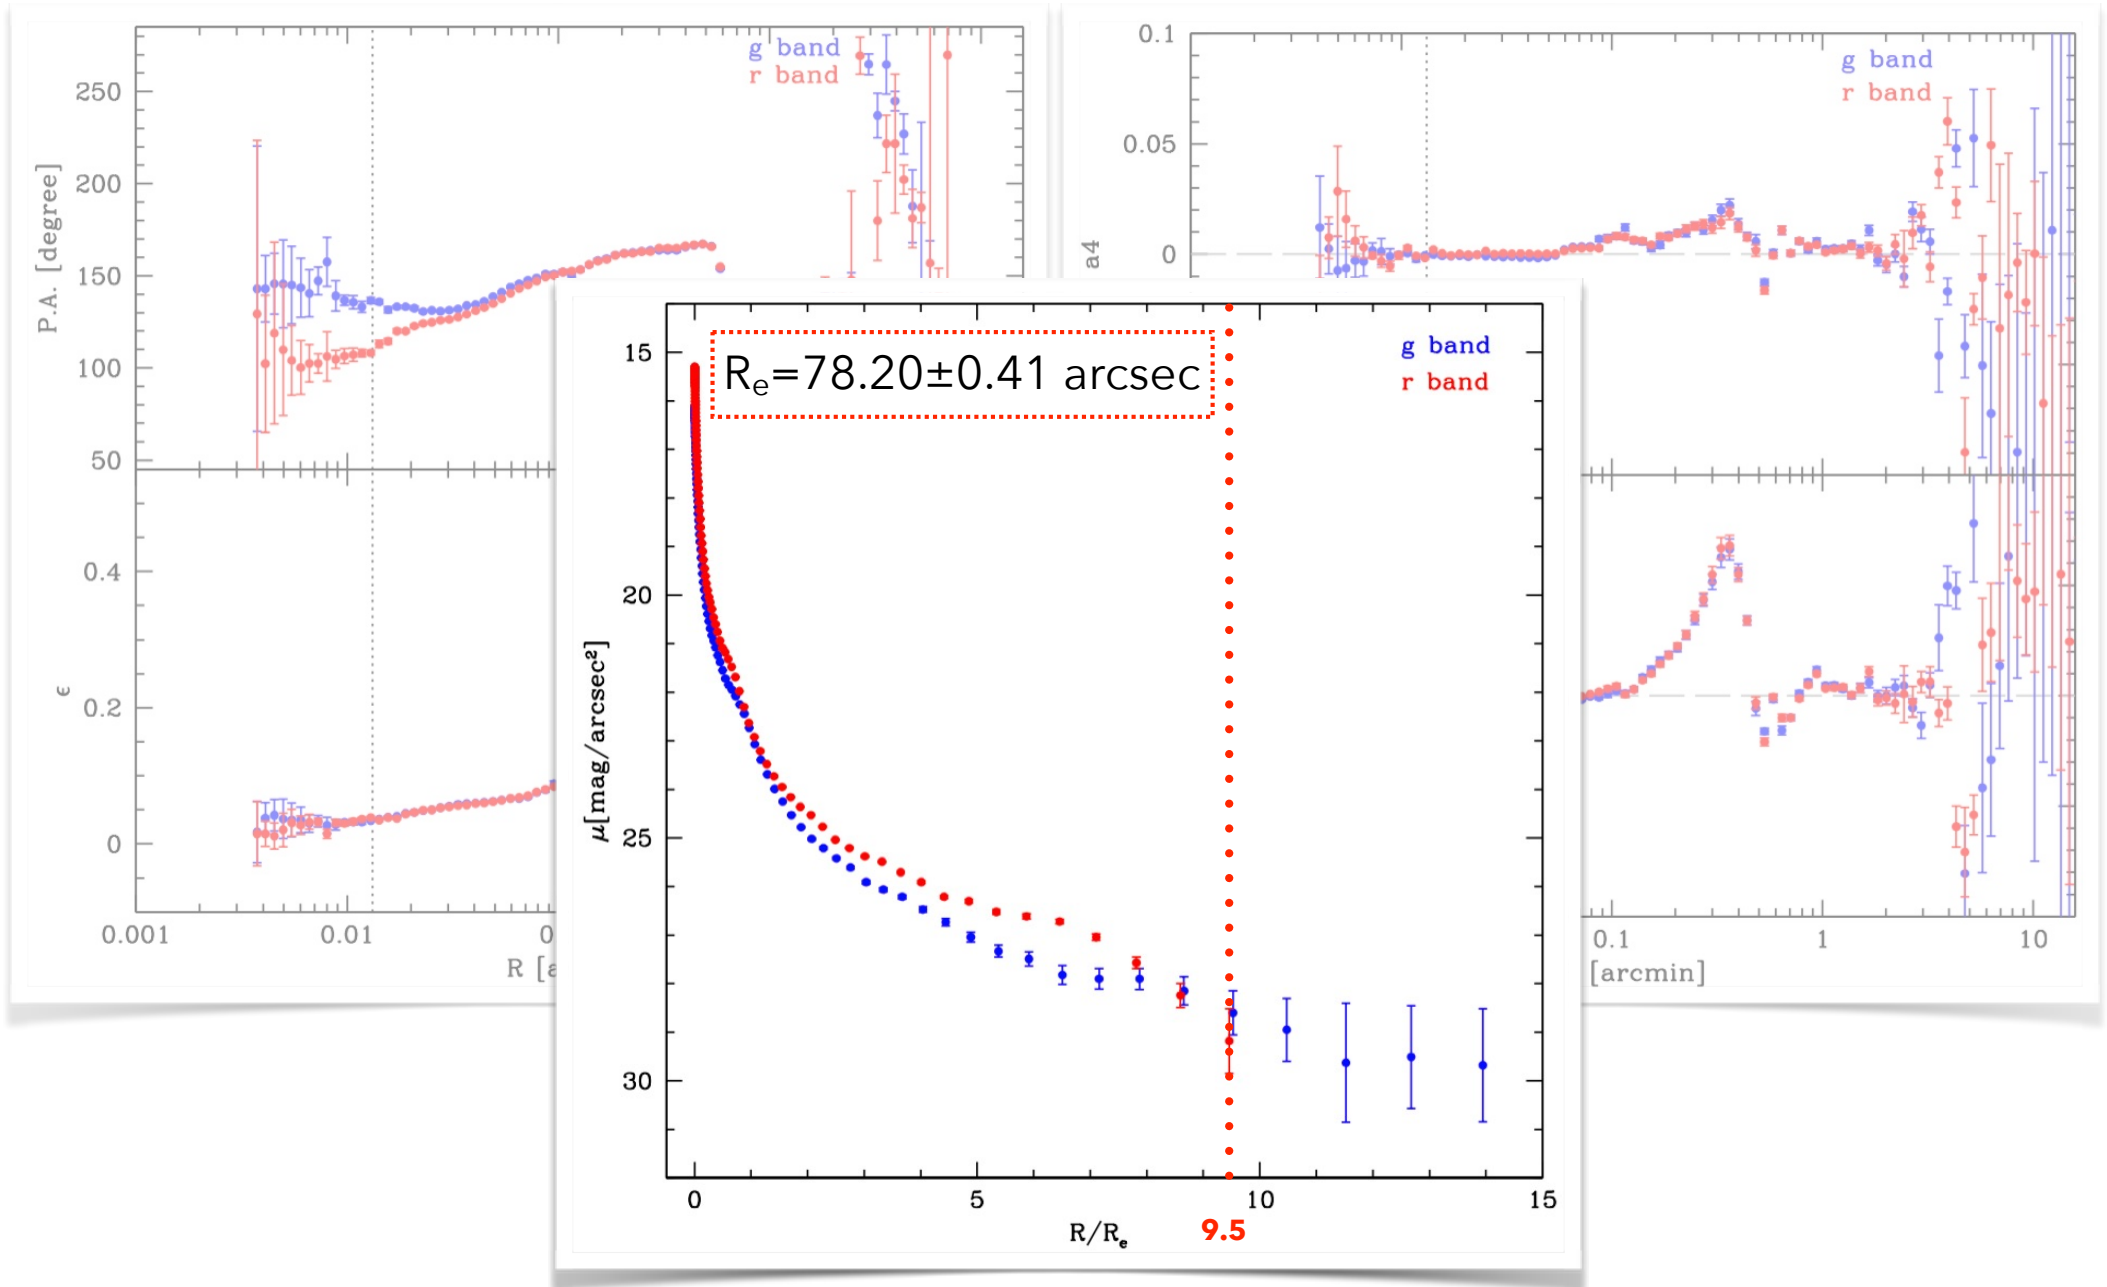 g band
r band
250
200
150
100
50
P.A. [degree]
0.4
0.2
0
ϵ
0.001
0.01
R [a
0.1
0.05
0
a4
g band
r band
0.1
1
10
[arcmin]
Rₑ=78.20±0.41 arcsec
g band
r band
15
20
25
30
μ[mag/arcsec²]
0
5
10
15
R/Rₑ
9.5